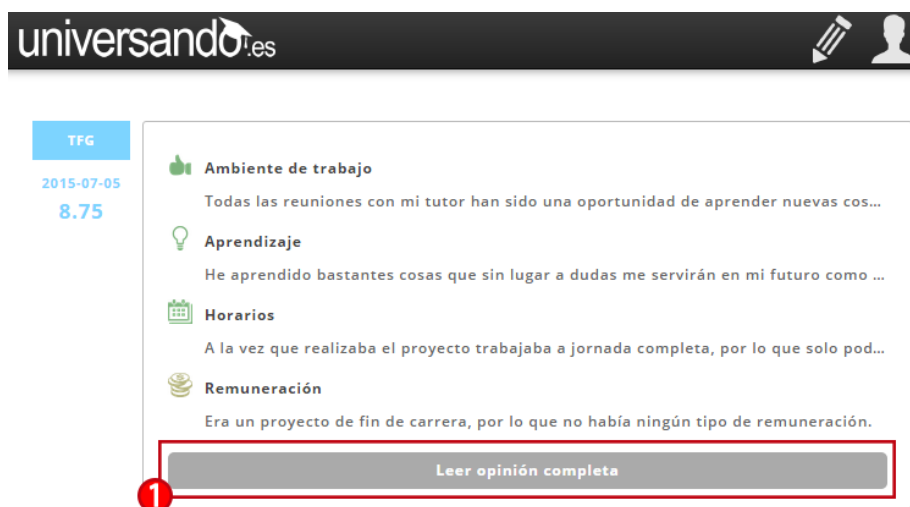 universando.es
TFG
2015-07-05
8.75
Ambiente de trabajo
Todas las reuniones con mi tutor han sido una oportunidad de aprender nuevas cos...
Aprendizaje
He aprendido bastantes cosas que sin lugar a dudas me servirán en mi futuro como ...
Horarios
A la vez que realizaba el proyecto trabajaba a jornada completa, por lo que solo pod...
Remuneración
Era un proyecto de fin de carrera, por lo que no había ningún tipo de remuneración.
Leer opinión completa
1